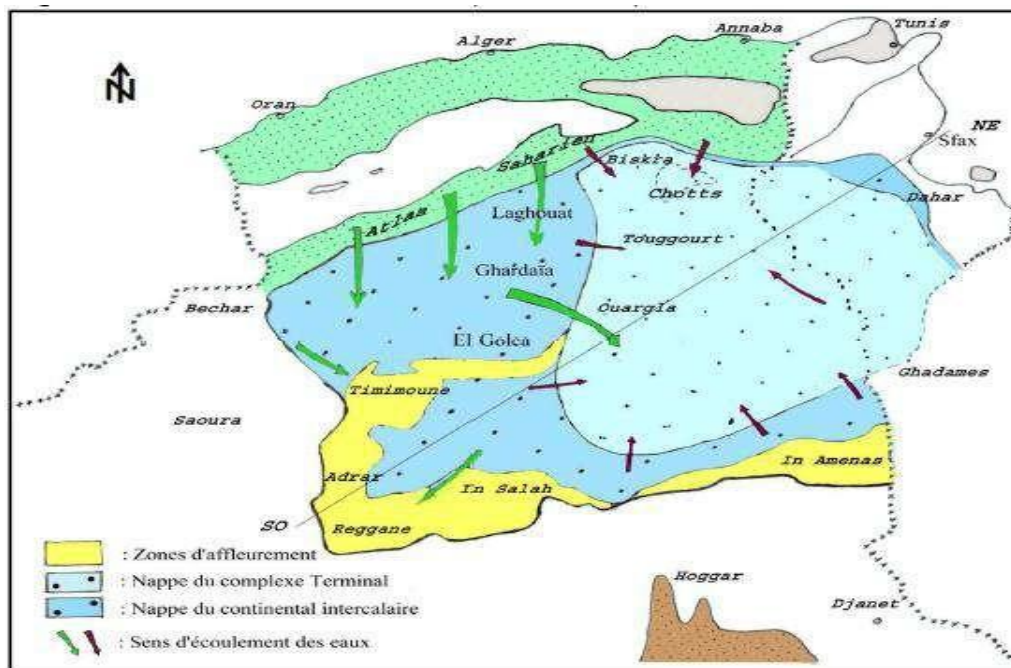 Tunis
Annaba
Alger
Oran
NE
Sfax
Saharien
Biskra
Chotts
Dahar
Atlas
Laghouat
Touggourt
Ghardaïa
Bechar
Ouargla
El Golea
Ghadames
Timimoune
Saoura
In Amenas
Adrar
In Salah
SO
Reggane
: Zones d'affleurement
: Nappe du complexe Terminal
: Nappe du continental intercalaire
: Sens d'écoulement des eaux
Hoggar
Djanet
N